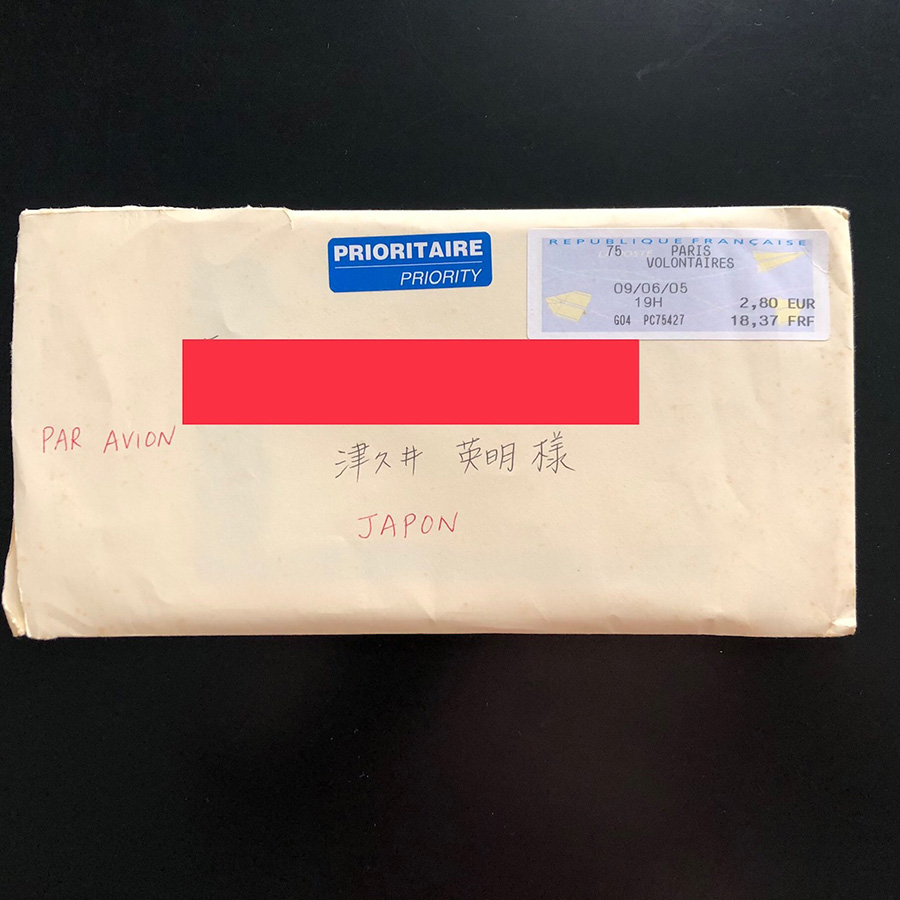 PRIORITAIRE
PRIORITY
REPUBLIQUE FRANÇAISE
75 PARIS
VOLONTAIRES
09/06/05
19H 2,80 EUR
G04 PC75427 18,37 FRF
PAR AVION
津久井 英明 様
JAPON